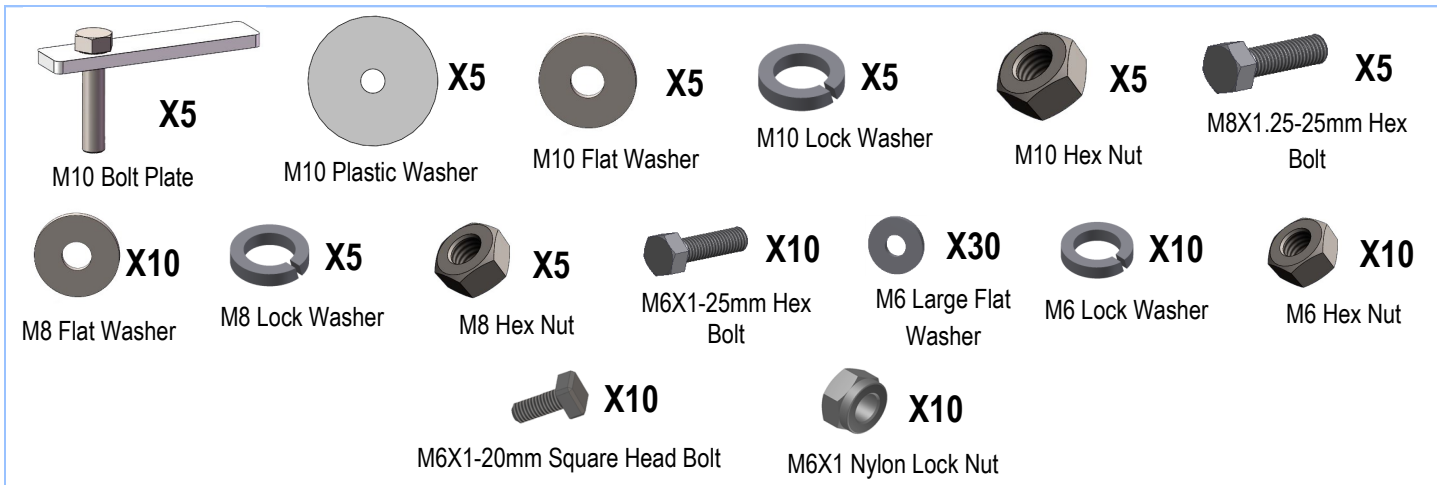 X5
M10 Bolt Plate
X5
M10 Plastic Washer
X5
M10 Flat Washer
X5
M10 Lock Washer
X5
M10 Hex Nut
X5
M8X1.25-25mm Hex
Bolt
X10
M8 Flat Washer
X5
M8 Lock Washer
X5
M8 Hex Nut
X10
M6X1-25mm Hex
Bolt
X30
M6 Large Flat
Washer
X10
M6 Lock Washer
X10
M6 Hex Nut
X10
M6X1-20mm Square Head Bolt
X10
M6X1 Nylon Lock Nut